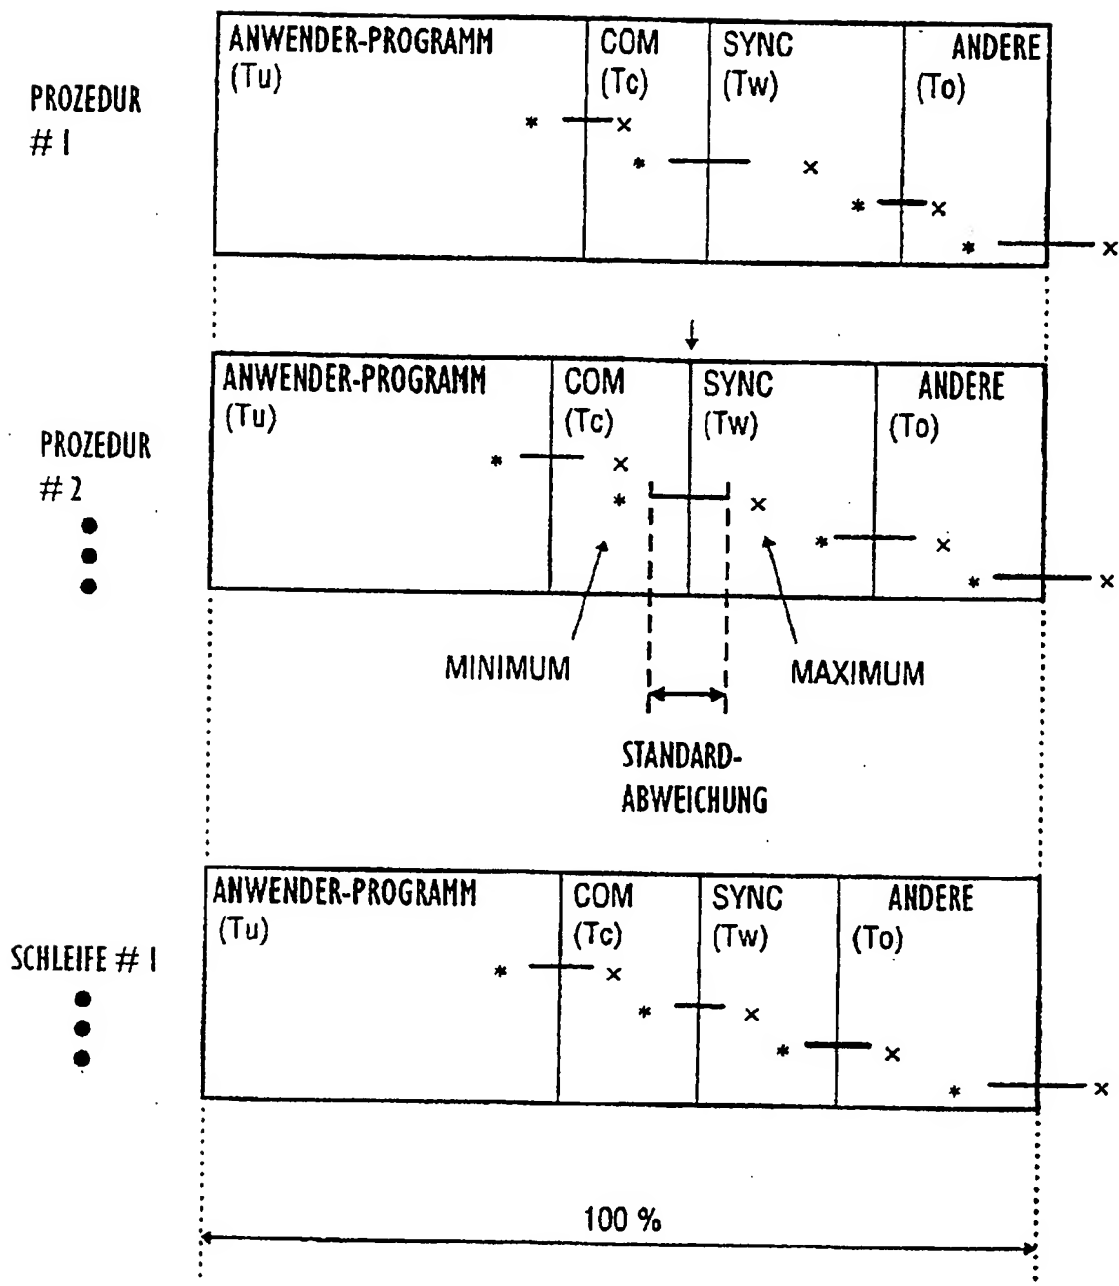 ANWENDER-PROGRAMM
(Tu)
COM
(Tc)
SYNC
(Tw)
ANDERE
(To)
PROZEDUR
# 1
* x
* x
* x
* x
ANWENDER-PROGRAMM
(Tu)
COM
(Tc)
SYNC
(Tw)
ANDERE
(To)
PROZEDUR
# 2
* x
* x
* x
* x
MINIMUM
MAXIMUM
STANDARD-
ABWEICHUNG
ANWENDER-PROGRAMM
(Tu)
COM
(Tc)
SYNC
(Tw)
ANDERE
(To)
SCHLEIFE # 1
* x
* x
* x
* x
100 %